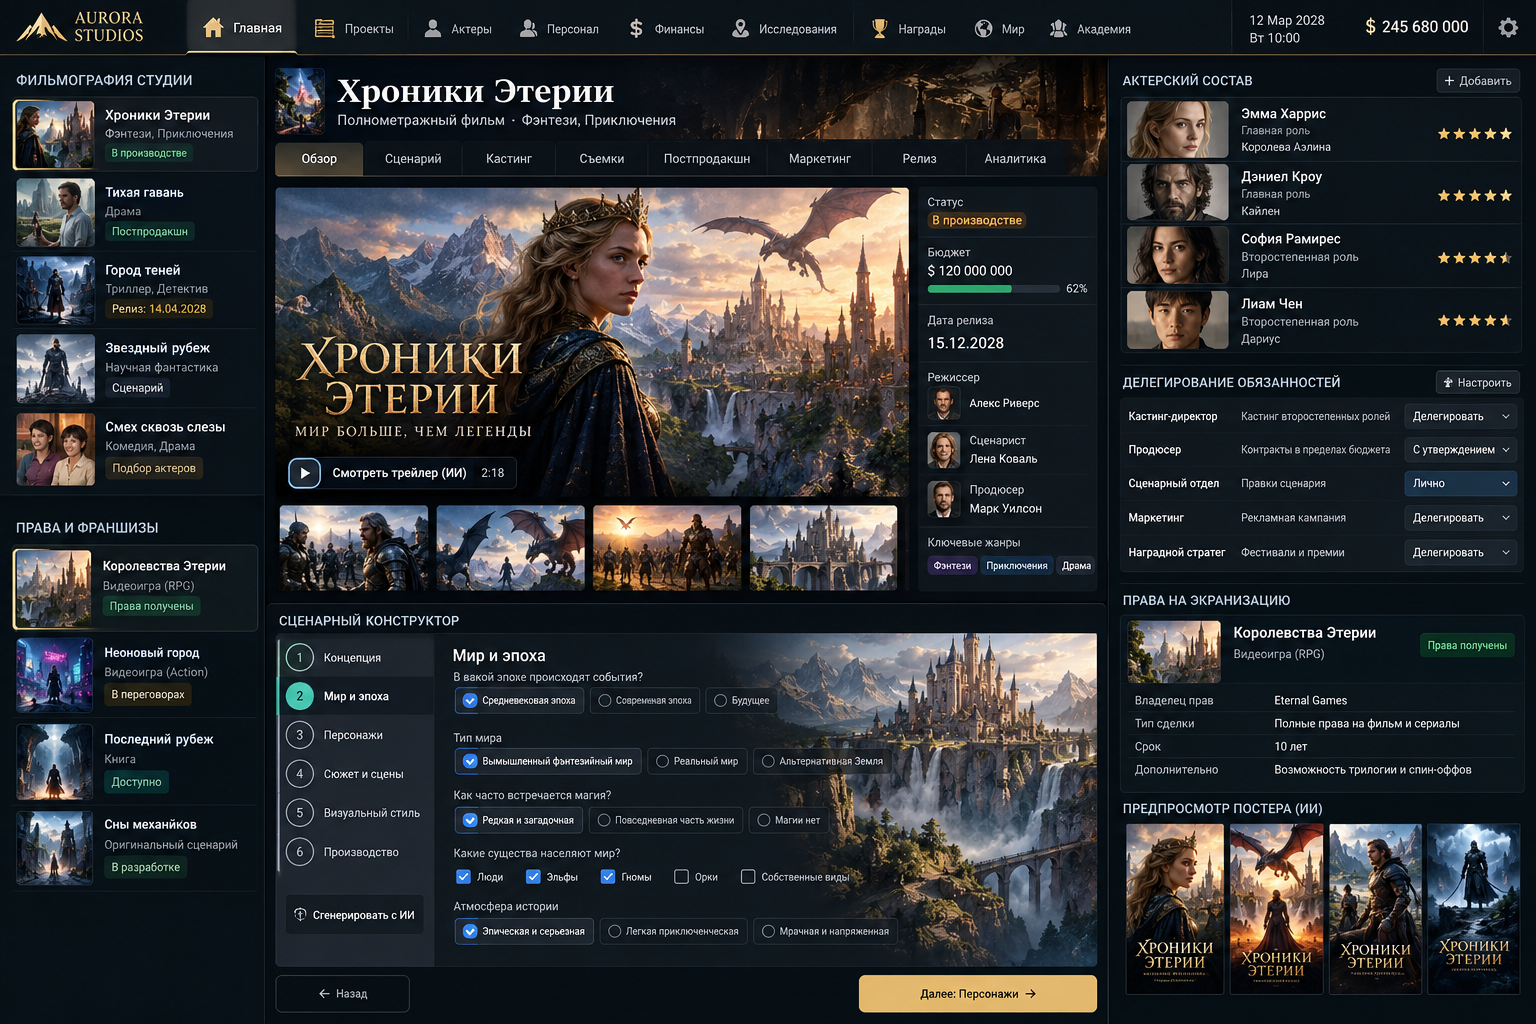 AURORA
STUDIOS
Главная
Проекты
Актеры
Персонал
Финансы
Исследования
Награды
Мир
Академия
12 Мар 2028
Вт 10:00
$ 245 680 000
ФИЛЬМОГРАФИЯ СТУДИИ
Хроники Этерии
Фэнтези, Приключения
В производстве
Тихая гавань
Драма
Постпродакшн
Город теней
Триллер, Детектив
Релиз: 14.04.2028
Звездный рубеж
Научная фантастика
Сценарий
Смех сквозь слезы
Комедия, Драма
Подбор актеров
ПРАВА И ФРАНШИЗЫ
Королевства Этерии
Видеоигра (RPG)
Права получены
Неоновый город
Видеоигра (Action)
В переговорах
Последний рубеж
Книга
Доступно
Сны механйков
Оригинальный сценарий
В разработке
Хроники Этерии
Полнометражный фильм · Фэнтези, Приключения
Обзор
Сценарий
Кастинг
Съемки
Постпродакшн
Маркетинг
Релиз
Аналитика
ХРОНИКИ
ЭТЕРИИ
МИР БОЛЬШЕ, ЧЕМ ЛЕГЕНДЫ
Смотреть трейлер (ИИ) 2:18
Статус
В производстве
Бюджет
$ 120 000 000
62%
Дата релиза
15.12.2028
Режиссер
Алекс Риверс
Сценарист
Лена Коваль
Продюсер
Марк Уилсон
Ключевые жанры
Фэнтези
Приключения
Драма
СЦЕНАРНЫЙ КОНСТРУКТОР
1 Концепция
2 Мир и эпоха
3 Персонажи
4 Сюжет и сцены
5 Визуальный стиль
6 Производство
Сгенерировать с ИИ
Мир и эпоха
В какой эпохе происходят события?
Средневековая эпоха
Современная эпоха
Будущее
Тип мира
Вымышленный фэнтезийный мир
Реальный мир
Альтернативная Земля
Как часто встречается магия?
Редкая и загадочная
Повседневная часть жизни
Магии нет
Какие существа населяют мир?
Люди
Эльфы
Гномы
Орки
Собственные виды
Атмосфера истории
Эпическая и серьезная
Легкая приключенческая
Мрачная и напряженная
← Назад
Далее: Персонажи →
АКТЕРСКИЙ СОСТАВ
+ Добавить
Эмма Харрис
Главная роль
Королева Аэлина
Дэниел Кроу
Главная роль
Кайлен
София Рамирес
Второстепенная роль
Лира
Лиам Чен
Второстепенная роль
Дариус
ДЕЛЕГИРОВАНИЕ ОБЯЗАННОСТЕЙ
Настроить
Кастинг-директор
Кастинг второстепенных ролей
Делегировать
Продюсер
Контракты в пределах бюджета
С утверждением
Сценарный отдел
Правки сценария
Лично
Маркетинг
Рекламная кампания
Делегировать
Наградной стратег
Фестивали и премии
Делегировать
ПРАВА НА ЭКРАНИЗАЦИЮ
Королевства Этерии
Видеоигра (RPG)
Права получены
Владелец прав
Eternal Games
Тип сделки
Полные права на фильм и сериалы
Срок
10 лет
Дополнительно
Возможность трилогии и спин-оффов
ПРЕДПРОСМОТР ПОСТЕРА (ИИ)
ХРОНИКИ
ЭТЕРИИ
ХРОНИКИ
ЭТЕРИИ
ХРОНИКИ
ЭТЕРИИ
ХРОНИКИ
ЭТЕРИИ